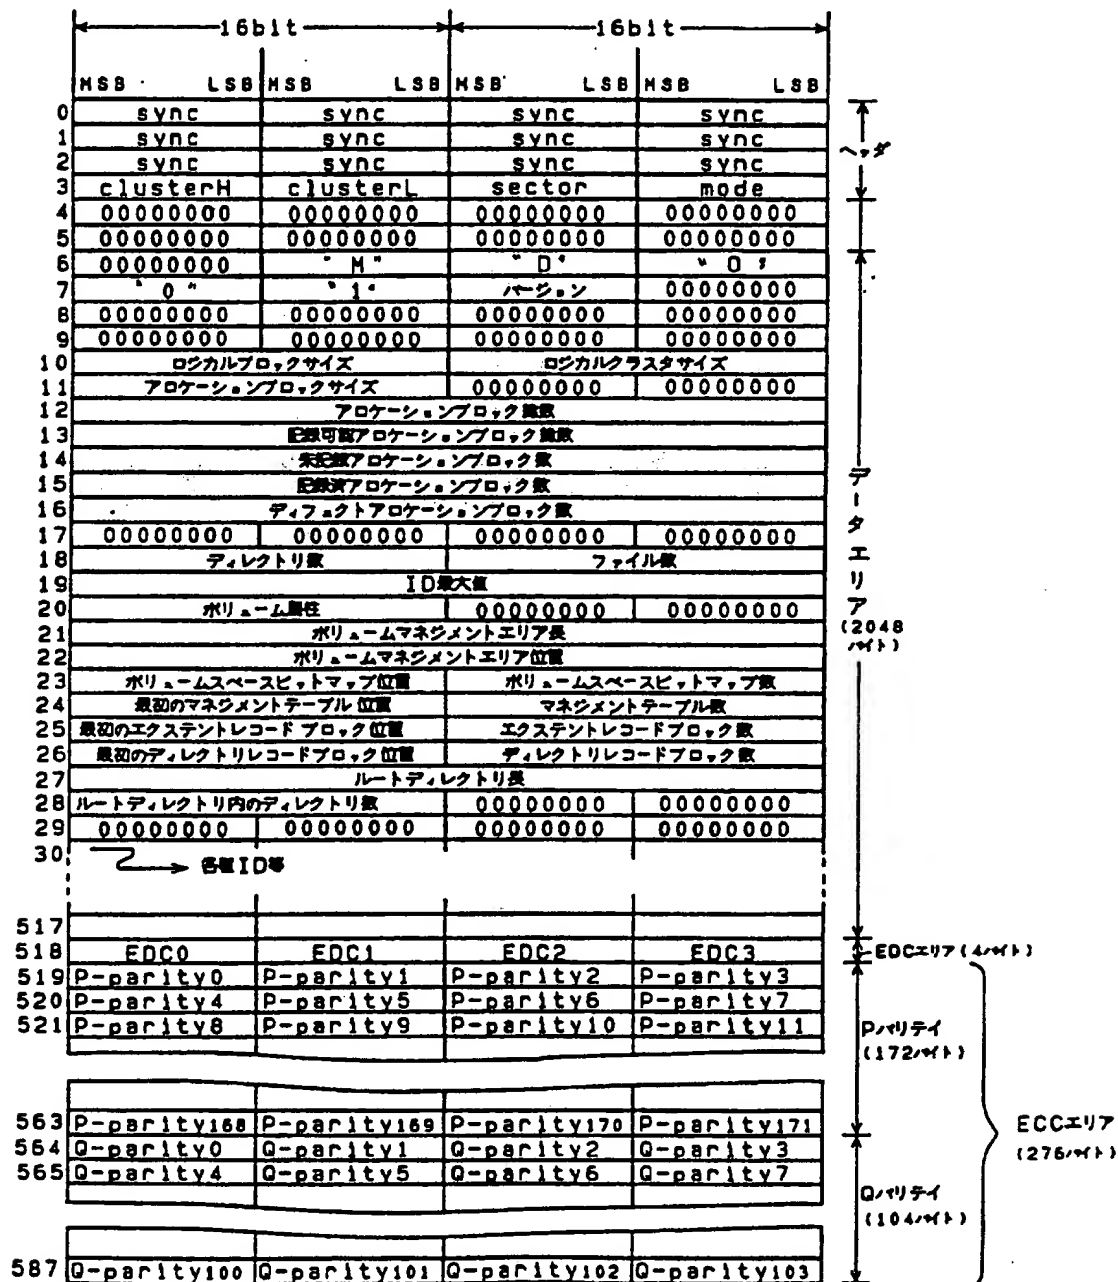 16bit 16bit
MSB LSB MSB LSB MSB LSB MSB LSB
0 sync sync sync sync
1 sync sync sync sync
2 sync sync sync sync
3 clusterH clusterL sector mode
ヘッダ
4 00000000 00000000 00000000 00000000
5 00000000 00000000 00000000 00000000
6 00000000 "M" "D" "0"
7 "0" "1" バージョン 00000000
8 00000000 00000000 00000000 00000000
9 00000000 00000000 00000000 00000000
10 ロジカルブロックサイズ ロジカルクラスタサイズ
11 アロケーションブロックサイズ 00000000 00000000
12 アロケーションブロック総数
13 記録可能アロケーションブロック総数
14 未記録アロケーションブロック数
15 記録済アロケーションブロック数
16 ディフェクトアロケーションブロック数
17 00000000 00000000 00000000 00000000
18 ディレクトリ数 ファイル数
19 ID最大値
20 ボリューム属性 00000000 00000000
21 ボリュームマネジメントエリア長
22 ボリュームマネジメントエリア位置
23 ボリュームスペースビットマップ位置 ボリュームスペースビットマップ数
24 最初のマネジメントテーブル位置 マネジメントテーブル数
25 最初のエクステントレコードブロック位置 エクステントレコードブロック数
26 最初のディレクトリレコードブロック位置 ディレクトリレコードブロック数
27 ルートディレクトリ長
28 ルートディレクトリ内のディレクトリ数 00000000 00000000
29 00000000 00000000 00000000 00000000
30 各種ID等
データエリア
(2048
バイト)
517
518 EDC0 EDC1 EDC2 EDC3
EDCエリア(4バイト)
519 P-parity0 P-parity1 P-parity2 P-parity3
520 P-parity4 P-parity5 P-parity6 P-parity7
521 P-parity8 P-parity9 P-parity10 P-parity11
Pパリテイ
(172バイト)
563 P-parity168 P-parity169 P-parity170 P-parity171
564 Q-parity0 Q-parity1 Q-parity2 Q-parity3
565 Q-parity4 Q-parity5 Q-parity6 Q-parity7
Qパリテイ
(104バイト)
ECCエリア
(276バイト)
587 Q-parity100 Q-parity101 Q-parity102 Q-parity103